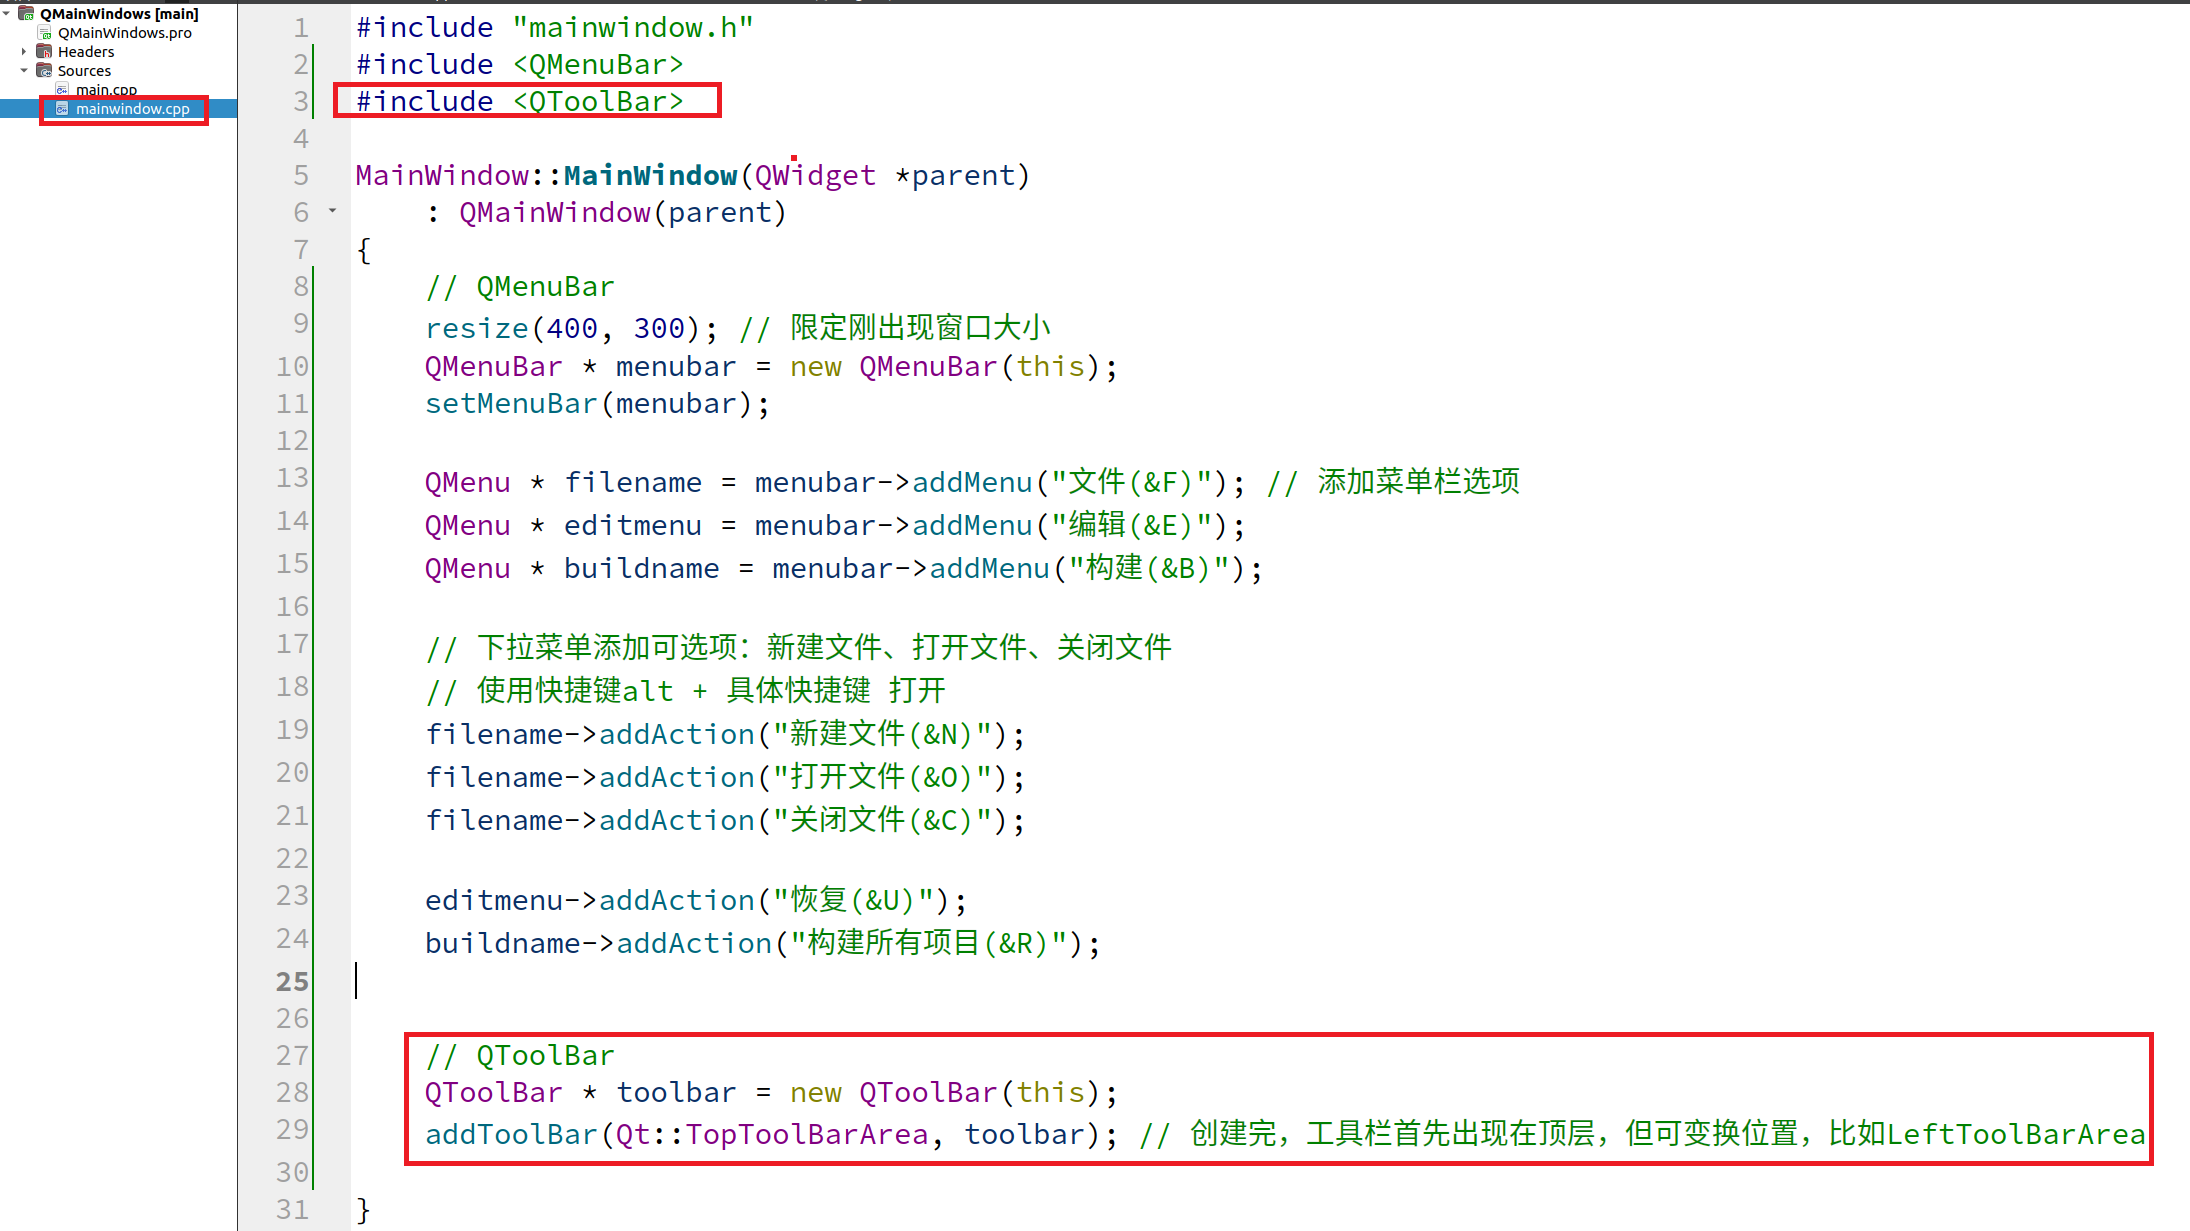 QMainWindows [main]
QMainWindows.pro
Headers
Sources
main.cpp
mainwindow.cpp
1 #include "mainwindow.h"
2 #include <QMenuBar>
3 #include <QToolBar>
4
5 MainWindow::MainWindow(QWidget *parent)
6     : QMainWindow(parent)
7 {
8     // QMenuBar
9     resize(400, 300); // 限定刚出现窗口大小
10     QMenuBar * menubar = new QMenuBar(this);
11     setMenuBar(menubar);
12
13     QMenu * filename = menubar->addMenu("文件(&F)"); // 添加菜单栏选项
14     QMenu * editmenu = menubar->addMenu("编辑(&E)");
15     QMenu * buildname = menubar->addMenu("构建(&B)");
16
17     // 下拉菜单添加可选项：新建文件、打开文件、关闭文件
18     // 使用快捷键alt + 具体快捷键 打开
19     filename->addAction("新建文件(&N)");
20     filename->addAction("打开文件(&O)");
21     filename->addAction("关闭文件(&C)");
22
23     editmenu->addAction("恢复(&U)");
24     buildname->addAction("构建所有项目(&R)");
25
26
27     // QToolBar
28     QToolBar * toolbar = new QToolBar(this);
29     addToolBar(Qt::TopToolBarArea, toolbar); // 创建完，工具栏首先出现在顶层，但可变换位置，比如LeftToolBarArea
30
31 }